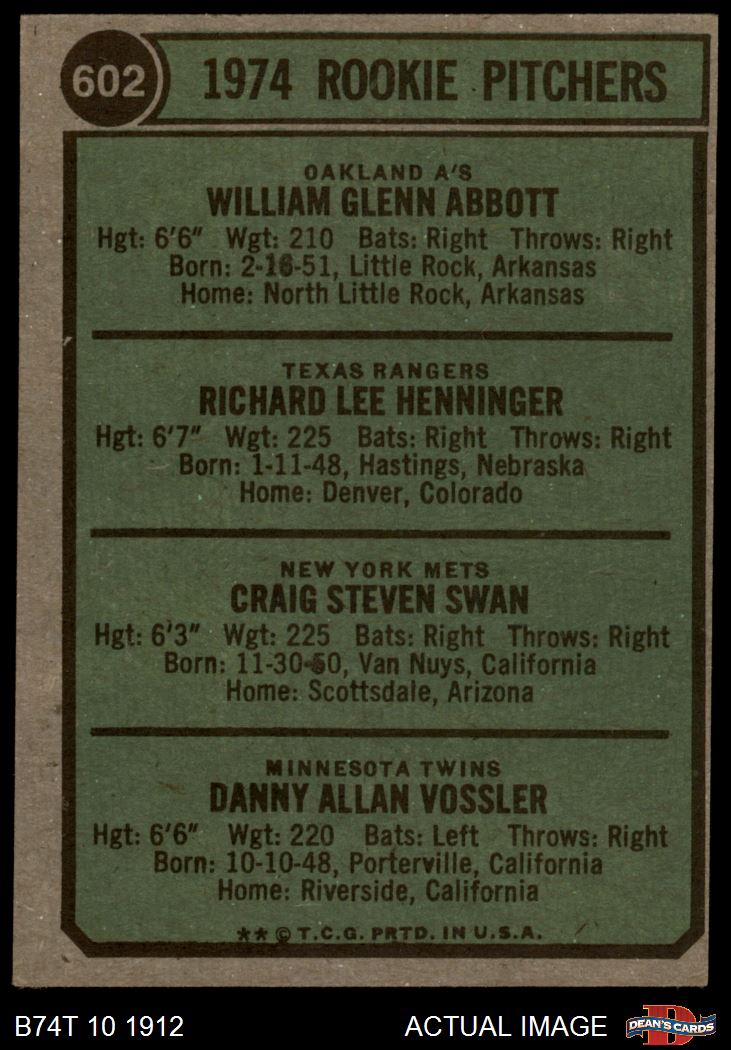 602
1974 ROOKIE PITCHERS
OAKLAND A'S
WILLIAM GLENN ABBOTT
Hgt: 6'6" Wgt: 210 Bats: Right Throws: Right
Born: 2-16-51, Little Rock, Arkansas
Home: North Little Rock, Arkansas
TEXAS RANGERS
RICHARD LEE HENNINGER
Hgt: 6'7" Wgt: 225 Bats: Right Throws: Right
Born: 1-11-48, Hastings, Nebraska
Home: Denver, Colorado
NEW YORK METS
CRAIG STEVEN SWAN
Hgt: 6'3" Wgt: 225 Bats: Right Throws: Right
Born: 11-30-50, Van Nuys, California
Home: Scottsdale, Arizona
MINNESOTA TWINS
DANNY ALLAN VOSSLER
Hgt: 6'6" Wgt: 220 Bats: Left Throws: Right
Born: 10-10-48, Porterville, California
Home: Riverside, California
** © T.C.G. PRTD. IN U.S.A.
B74T 10 1912 ACTUAL IMAGE DEAN'S CARDS